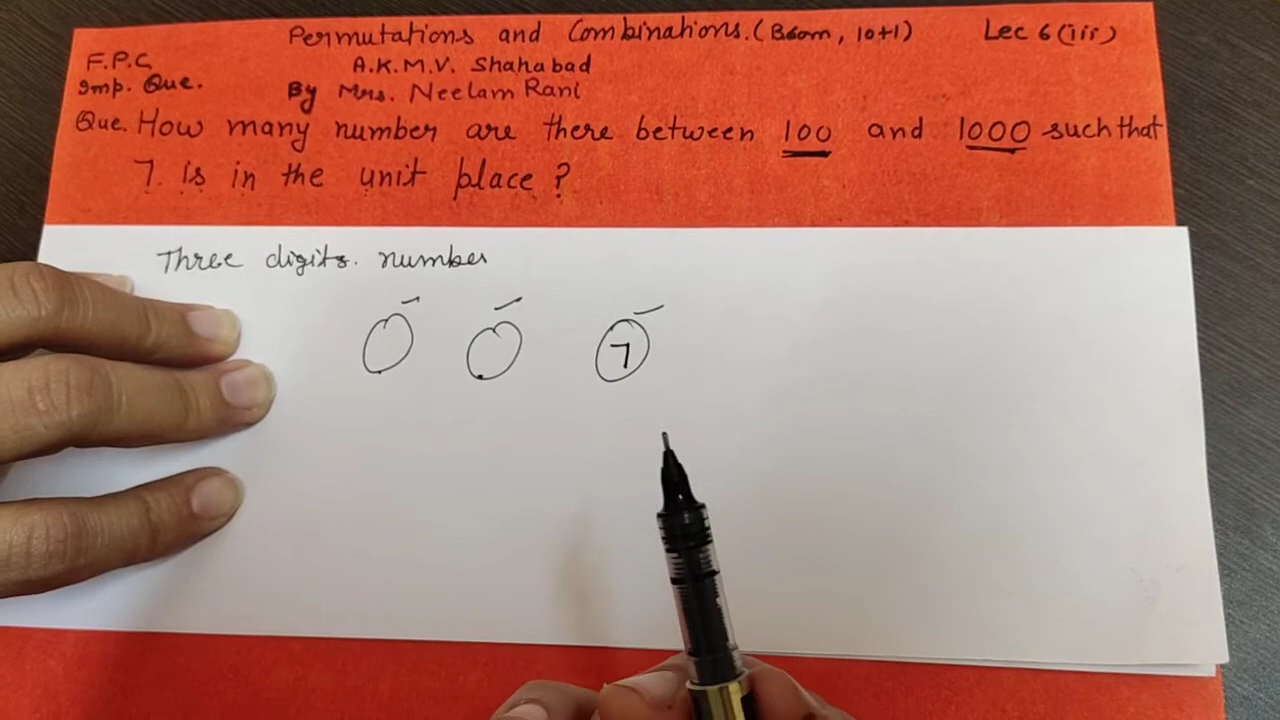 Permutations and Combinations. (Bcom, 10+1) Lec 6 (iii)
F.P.C. A.K.M.V. Shahabad
Imp. Que. By Mrs. Neelam Rani
Que. How many number are there between 100 and 1000 such that
7 is in the unit place?
Three digits. number
7